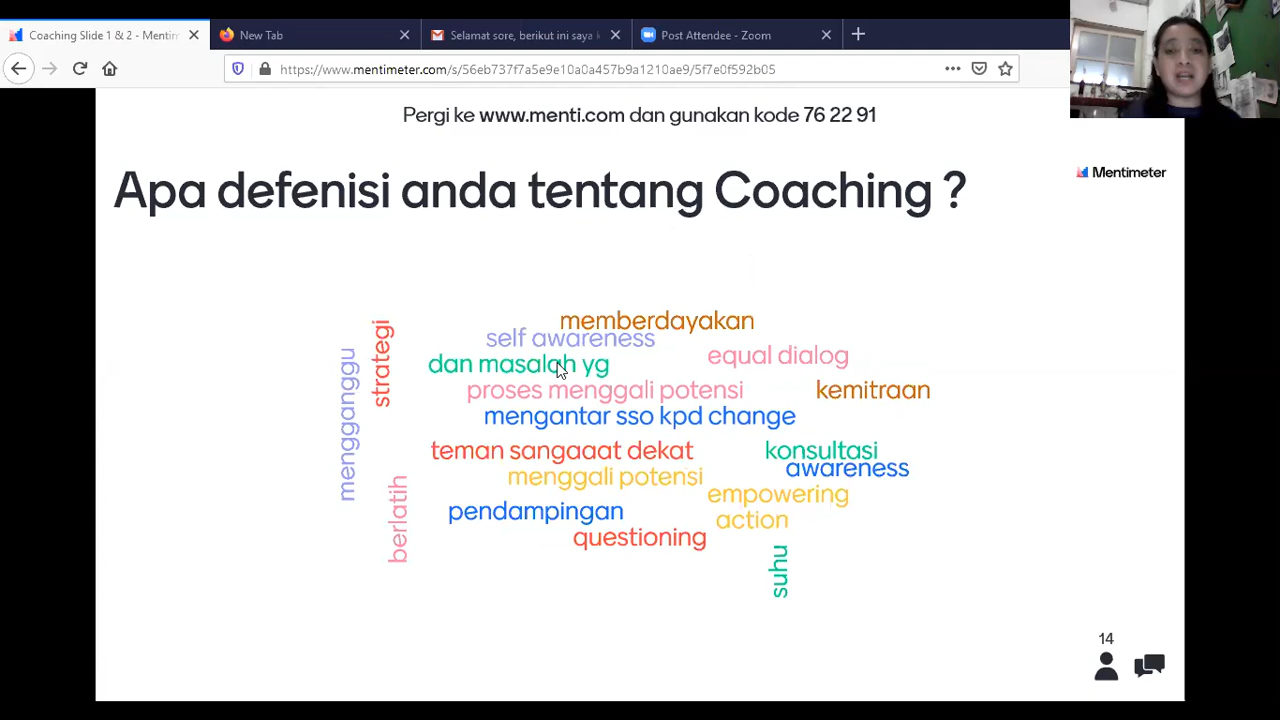 Coaching Slide 1 & 2 - Mentim
New Tab
Selamat sore, berikut ini saya k
Post Attendee - Zoom
https://www.mentimeter.com/s/56eb737f7a5e9e10a0a457b9a1210ae9/5f7e0f592b05
Pergi ke www.menti.com dan gunakan kode 76 22 91
Apa defenisi anda tentang Coaching ?
Mentimeter
memberdayakan
self awareness
strategi
mengganggu
equal dialog
dan masalah yg
proses menggali potensi
kemitraan
mengantar sso kpd change
teman sangaaat dekat
konsultasi
awareness
menggali potensi
empowering
berlatih
pendampingan
action
questioning
suhu
14